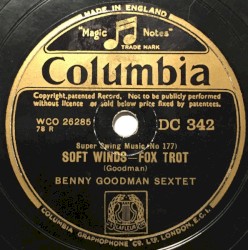 MADE IN ENGLAND
"Magic Notes"
TRADE MARK
Columbia
Copyright, patented Record, Not to be publicly performed
without licence or sold below price fixed by patentees.
WCO 26285
78 R
DC 342
Super Swing Music (No 177)
SOFT WINDS - FOX TROT
(Goodman)
BENNY GOODMAN SEXTET
LAFLEUR
COLUMBIA GRAPHOPHONE CO. LTD. LONDON, E.C.1.